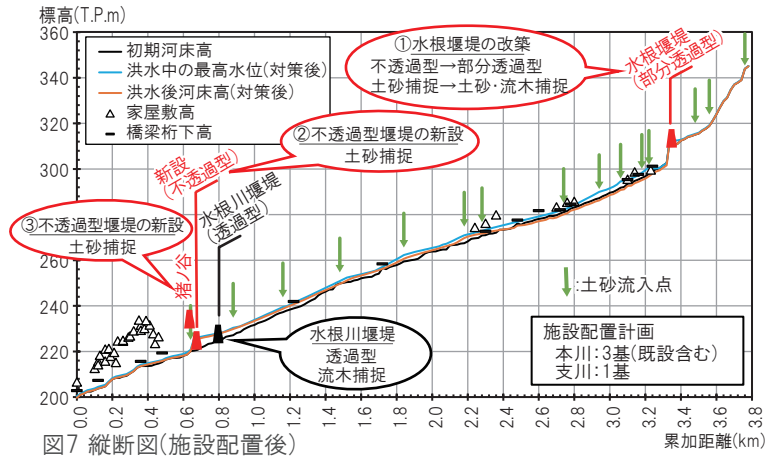 標高(T.P.m)
360
340
320
300
280
260
240
220
200
初期河床高
洪水中の最高水位(対策後)
洪水後河床高(対策後)
家屋敷高
橋梁桁下高
①水根堰堤の改築
不透過型→部分透過型
土砂捕捉→土砂・流木捕捉
水根堰堤
(部分透過型)
②不透過型堰堤の新設
土砂捕捉
新設
(不透過型)
水根川堰堤
(透過型)
③不透過型堰堤の新設
土砂捕捉
猪ノ谷
:土砂流入点
水根川堰堤
透過型
流木捕捉
施設配置計画
本川:3基(既設含む)
支川:1基
0.0
0.2
0.4
0.6
0.8
1.0
1.2
1.4
1.6
1.8
2.0
2.2
2.4
2.6
2.8
3.0
3.2
3.4
3.6
3.8
累加距離(km)
図7 縦断図(施設配置後)